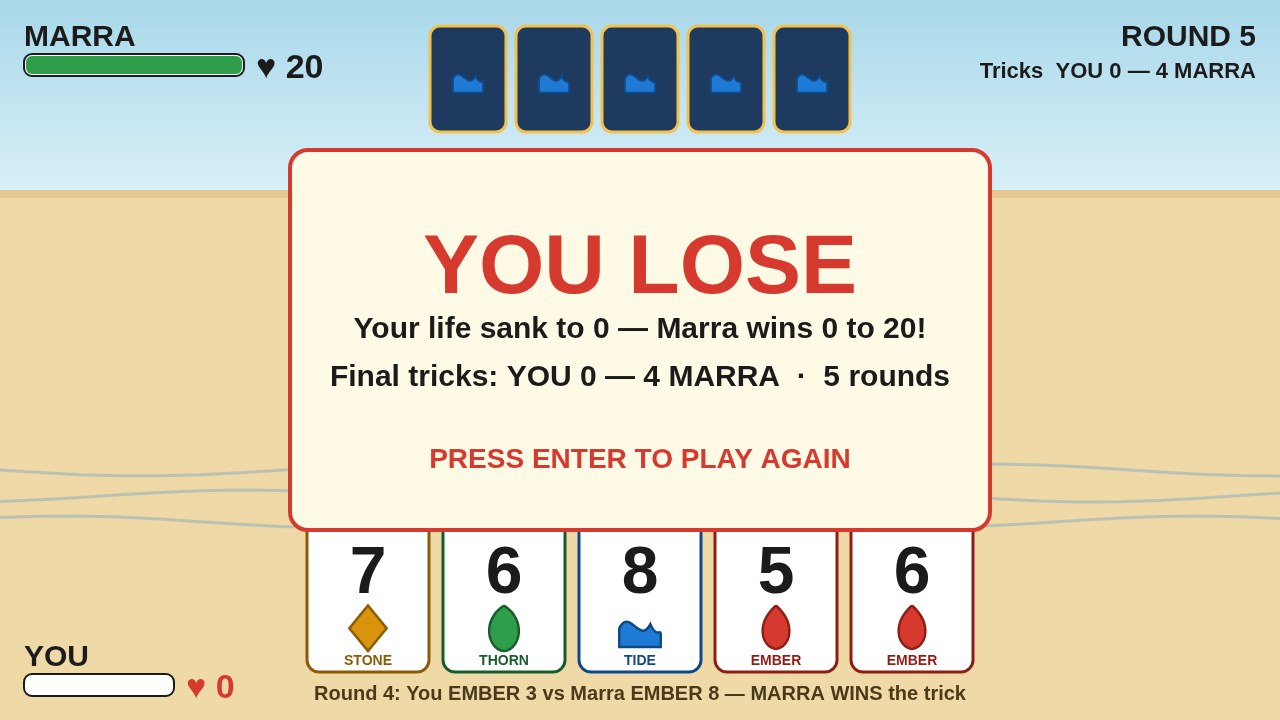 MARRA
♥ 20
ROUND 5
Tricks YOU 0 — 4 MARRA
YOU LOSE
Your life sank to 0 — Marra wins 0 to 20!
Final tricks: YOU 0 — 4 MARRA · 5 rounds
PRESS ENTER TO PLAY AGAIN
7 6 8 5 6
STONE THORN TIDE EMBER EMBER
YOU
♥ 0
Round 4: You EMBER 3 vs Marra EMBER 8 — MARRA WINS the trick